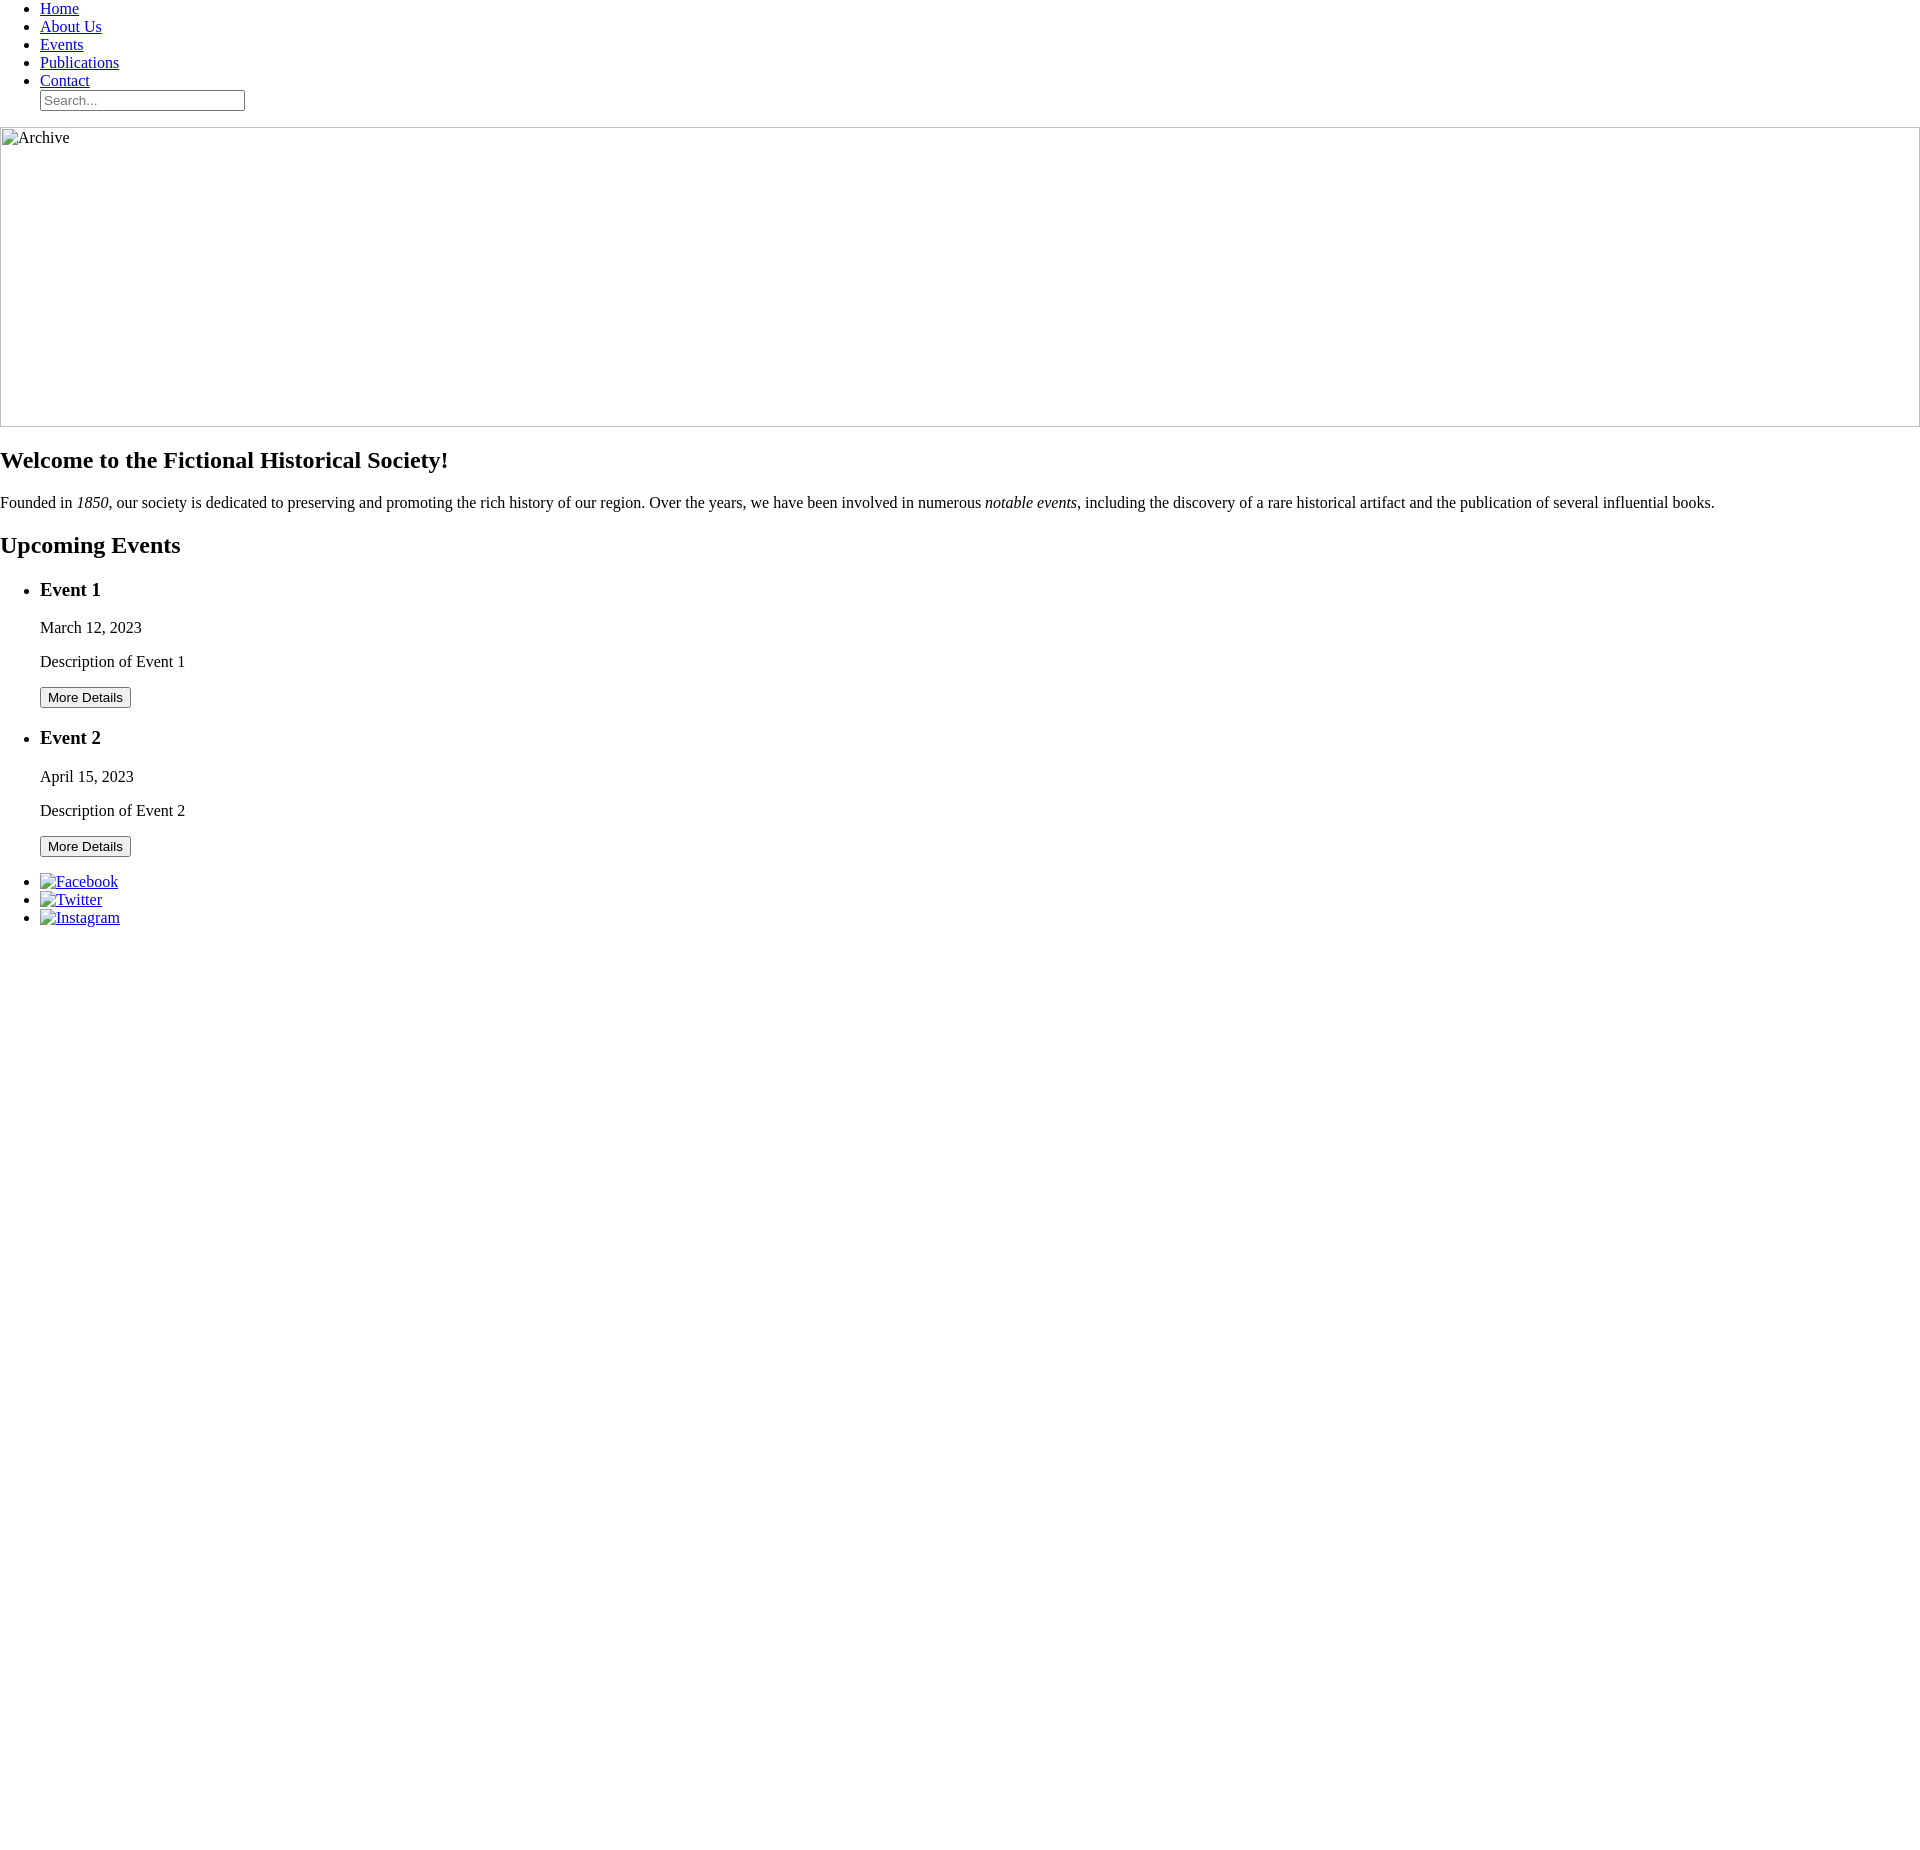 Home
About Us
Events
Publications
Contact
Search...
Archive
Welcome to the Fictional Historical Society!
Founded in 1850, our society is dedicated to preserving and promoting the rich history of our region. Over the years, we have been involved in numerous notable events, including the discovery of a rare historical artifact and the publication of several influential books.
Upcoming Events
Event 1
March 12, 2023
Description of Event 1
More Details
Event 2
April 15, 2023
Description of Event 2
More Details
Facebook
Twitter
Instagram